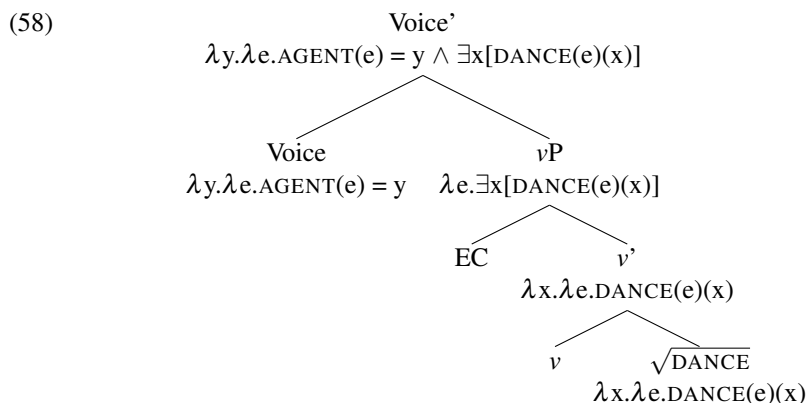 (58) Voice’
λy.λe.AGENT(e) = y ∧ ∃x[DANCE(e)(x)]
Voice vP
λy.λe.AGENT(e) = y λe.∃x[DANCE(e)(x)]
EC v’
λx.λe.DANCE(e)(x)
v √DANCE
λx.λe.DANCE(e)(x)